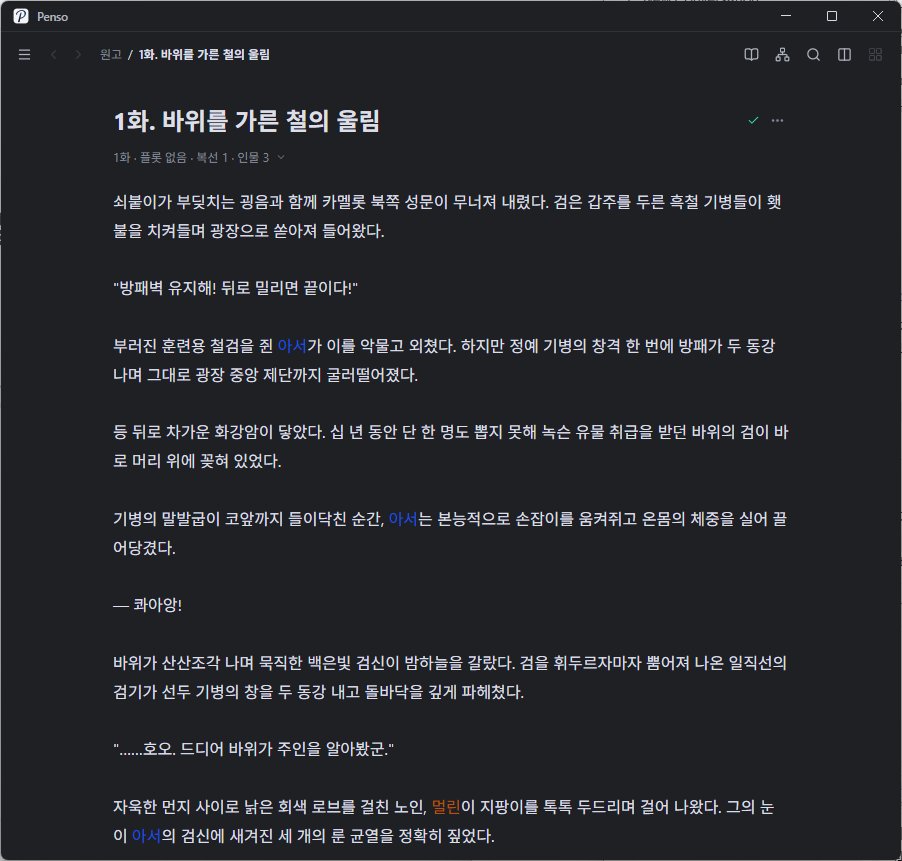 Penso
원고 / 1화. 바위를 가른 철의 울림
1화. 바위를 가른 철의 울림
1화 · 플롯 없음 · 복선 1 · 인물 3
쇠붙이가 부딪치는 굉음과 함께 카멜롯 북쪽 성문이 무너져 내렸다. 검은 갑주를 두른 흑철 기병들이 횃
불을 치켜들며 광장으로 쏟아져 들어왔다.
"방패벽 유지해! 뒤로 밀리면 끝이다!"
부러진 훈련용 철검을 쥔 아서가 이를 악물고 외쳤다. 하지만 정예 기병의 창격 한 번에 방패가 두 동강
나며 그대로 광장 중앙 제단까지 굴러떨어졌다.
등 뒤로 차가운 화강암이 닿았다. 십 년 동안 단 한 명도 뽑지 못해 녹슨 유물 취급을 받던 바위의 검이 바
로 머리 위에 꽂혀 있었다.
기병의 말발굽이 코앞까지 들이닥친 순간, 아서는 본능적으로 손잡이를 움켜쥐고 온몸의 체중을 실어 끌
어당겼다.
— 콰아앙!
바위가 산산조각 나며 묵직한 백은빛 검신이 밤하늘을 갈랐다. 검을 휘두르자마자 뿜어져 나온 일직선의
검기가 선두 기병의 창을 두 동강 내고 돌바닥을 깊게 파헤쳤다.
"……호오. 드디어 바위가 주인을 알아봤군."
자욱한 먼지 사이로 낡은 회색 로브를 걸친 노인, 멀린이 지팡이를 톡톡 두드리며 걸어 나왔다. 그의 눈
이 아서의 검신에 새겨진 세 개의 룬 균열을 정확히 짚었다.